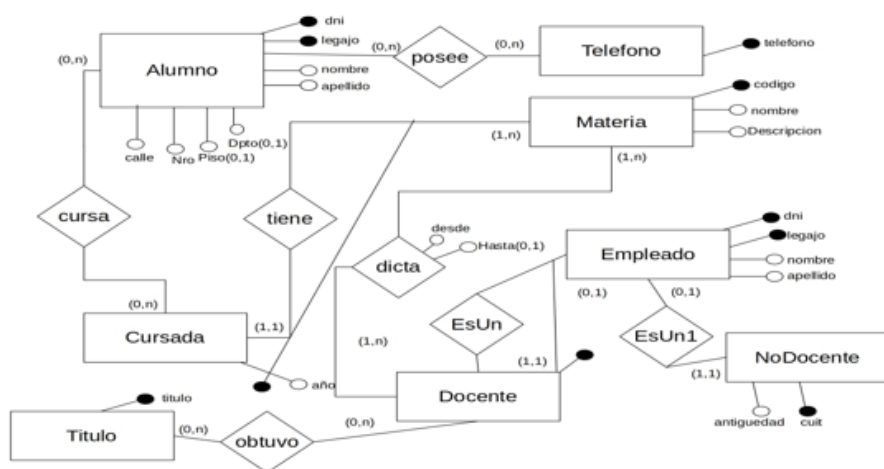 dni
legajo
(0,n)
(0,n)
(0,n)
Alumno
posee
Telefono
telefono
nombre
apellido
codigo
calle
Nro
Piso(0,1)
Dpto(0,1)
(1,n)
Materia
nombre
Descripcion
(1,n)
cursa
tiene
desde
Hasta(0,1)
dicta
dni
legajo
Empleado
nombre
apellido
(0,1)
(0,1)
(0,n)
Cursada
(1,1)
(1,n)
EsUn
EsUn1
NoDocente
año
(1,1)
(1,1)
Docente
antiguedad
cuit
titulo
Titulo
(0,n)
obtuvo
(0,n)